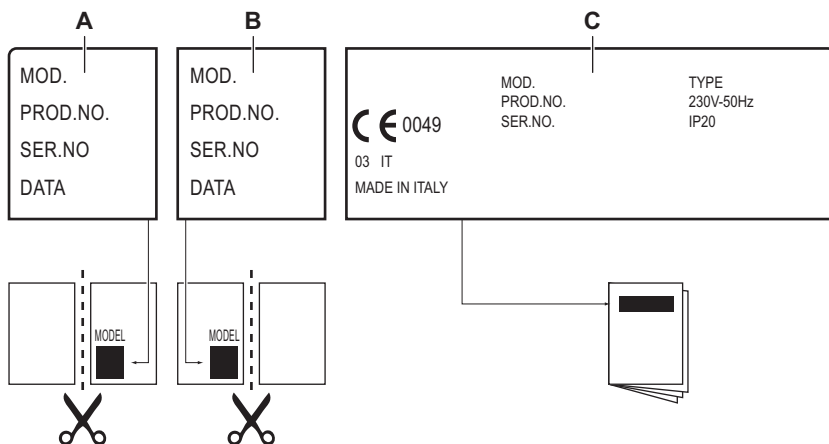 A
B
C
MOD.
PROD.NO.
SER.NO
DATA
MOD.
PROD.NO.
SER.NO
DATA
CE 0049
03 IT
MADE IN ITALY
MOD.
PROD.NO.
SER.NO.
TYPE
230V-50Hz
IP20
MODEL
MODEL